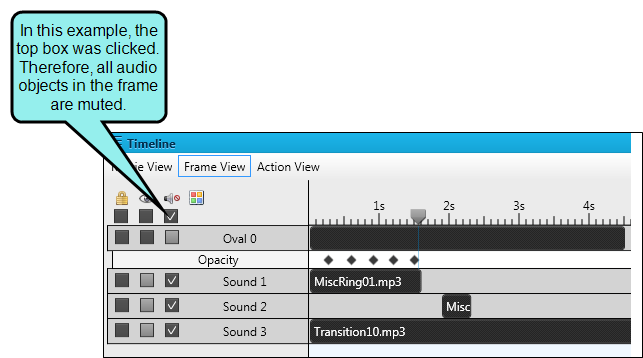 In this example, the
top box was clicked.
Therefore, all audio
objects in the frame
are muted.
Timeline
View Frame View Action View
1s 2s 3s 4s
Oval 0
Opacity
Sound 1 MiscRing01.mp3
Sound 2 Misc
Sound 3 Transition10.mp3